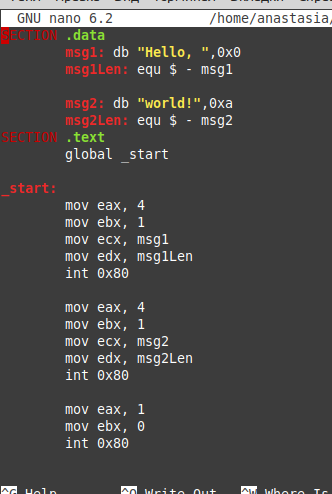 GNU nano 6.2 /home/anastasia/
SECTION .data
msg1: db "Hello, ",0x0
msg1Len: equ $ - msg1
msg2: db "world!",0xa
msg2Len: equ $ - msg2
SECTION .text
global _start
_start:
mov eax, 4
mov ebx, 1
mov ecx, msg1
mov edx, msg1Len
int 0x80
mov eax, 4
mov ebx, 1
mov ecx, msg2
mov edx, msg2Len
int 0x80
mov eax, 1
mov ebx, 0
int 0x80
^G Help ^O Write Out ^W Where Is